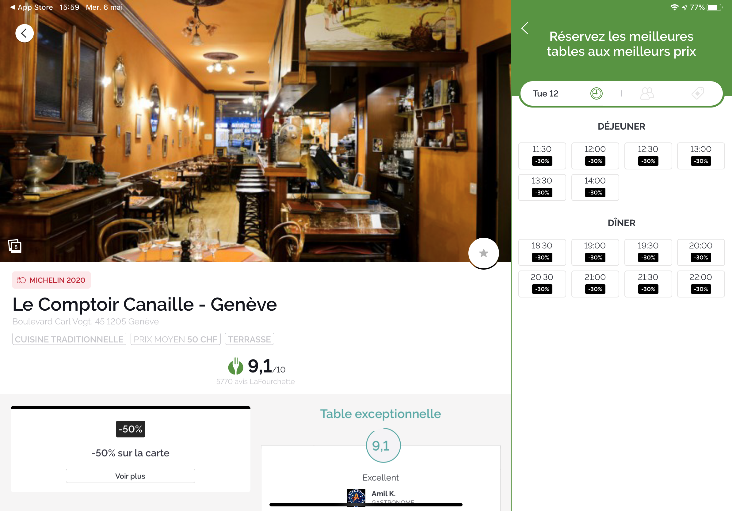 ◀ App Store 15:59 Mer. 6 mai
77%
MICHELIN 2020
Le Comptoir Canaille - Genève
Boulevard Carl Vogt, 45 1205 Genève
CUISINE TRADITIONNELLE PRIX MOYEN 50 CHF TERRASSE
9,1/10
5770 avis LaFourchette
-50%
-50% sur la carte
Voir plus
Table exceptionnelle
9,1
Excellent
Amil K.
GASTRONOME
Réservez les meilleures
tables aux meilleurs prix
Tue 12
DÉJEUNER
11:30 12:00 12:30 13:00
-30% -30% -30% -30%
13:30 14:00
-30% -30%
DÎNER
18:30 19:00 19:30 20:00
-30% -30% -30% -30%
20:30 21:00 21:30 22:00
-30% -30% -30% -30%